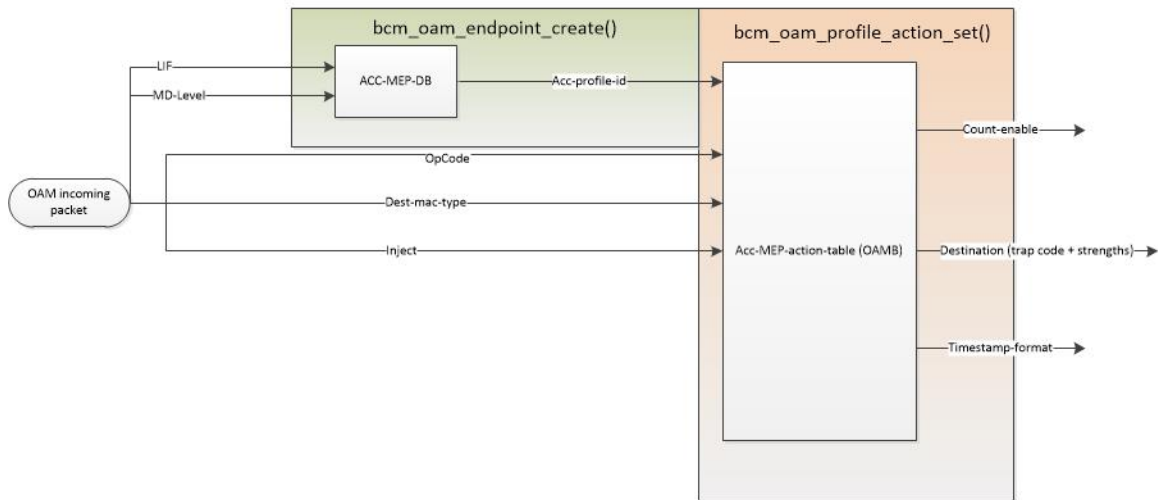 bcm_oam_endpoint_create()
bcm_oam_profile_action_set()
LIF
ACC-MEP-DB
Acc-profile-id
MD-Level
Count-enable
OpCode
OAM incoming
packet
Dest-mac-type
Inject
Acc-MEP-action-table (OAMB)
Destination (trap code + strengths)
Timestamp-format